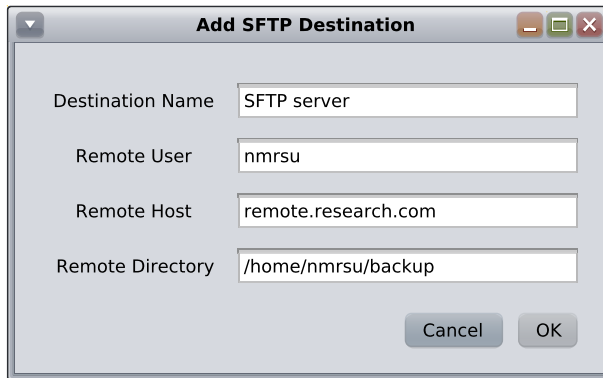 Add SFTP Destination
Destination Name SFTP server
Remote User nmrsu
Remote Host remote.research.com
Remote Directory /home/nmrsu/backup
Cancel OK